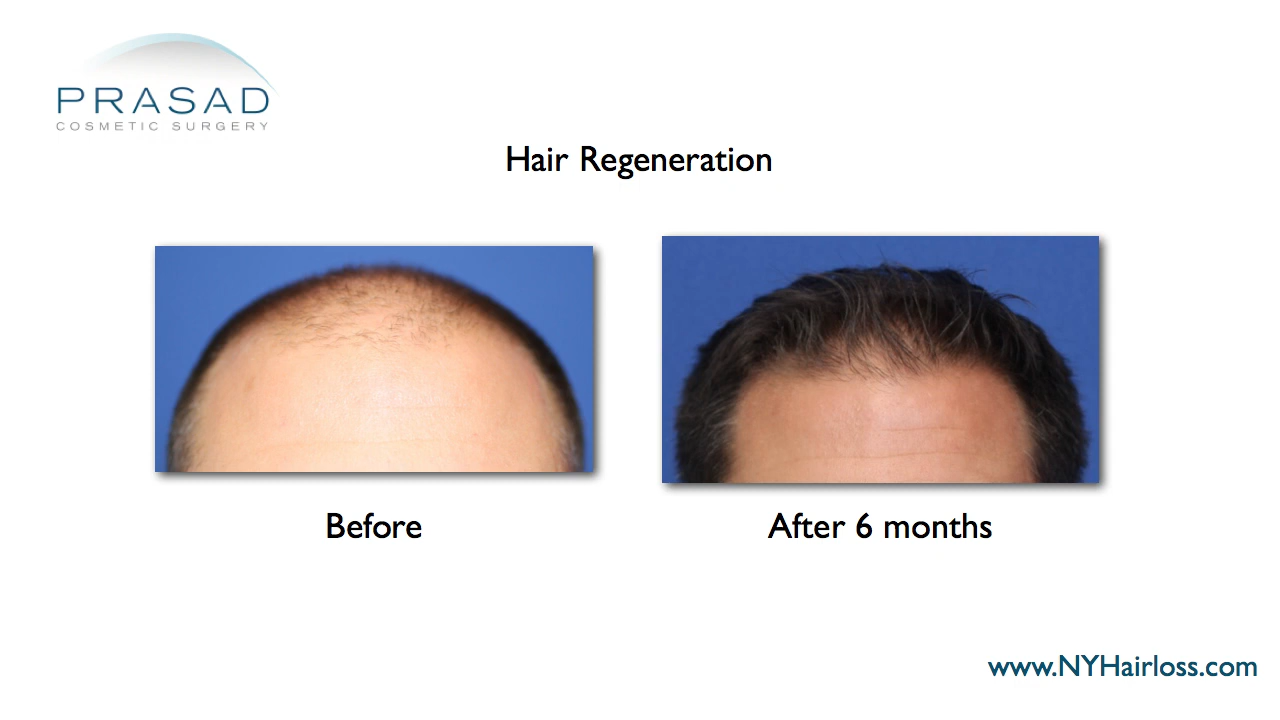 PRASAD
COSMETIC SURGERY
Hair Regeneration
Before
After 6 months
www.NYHairloss.com